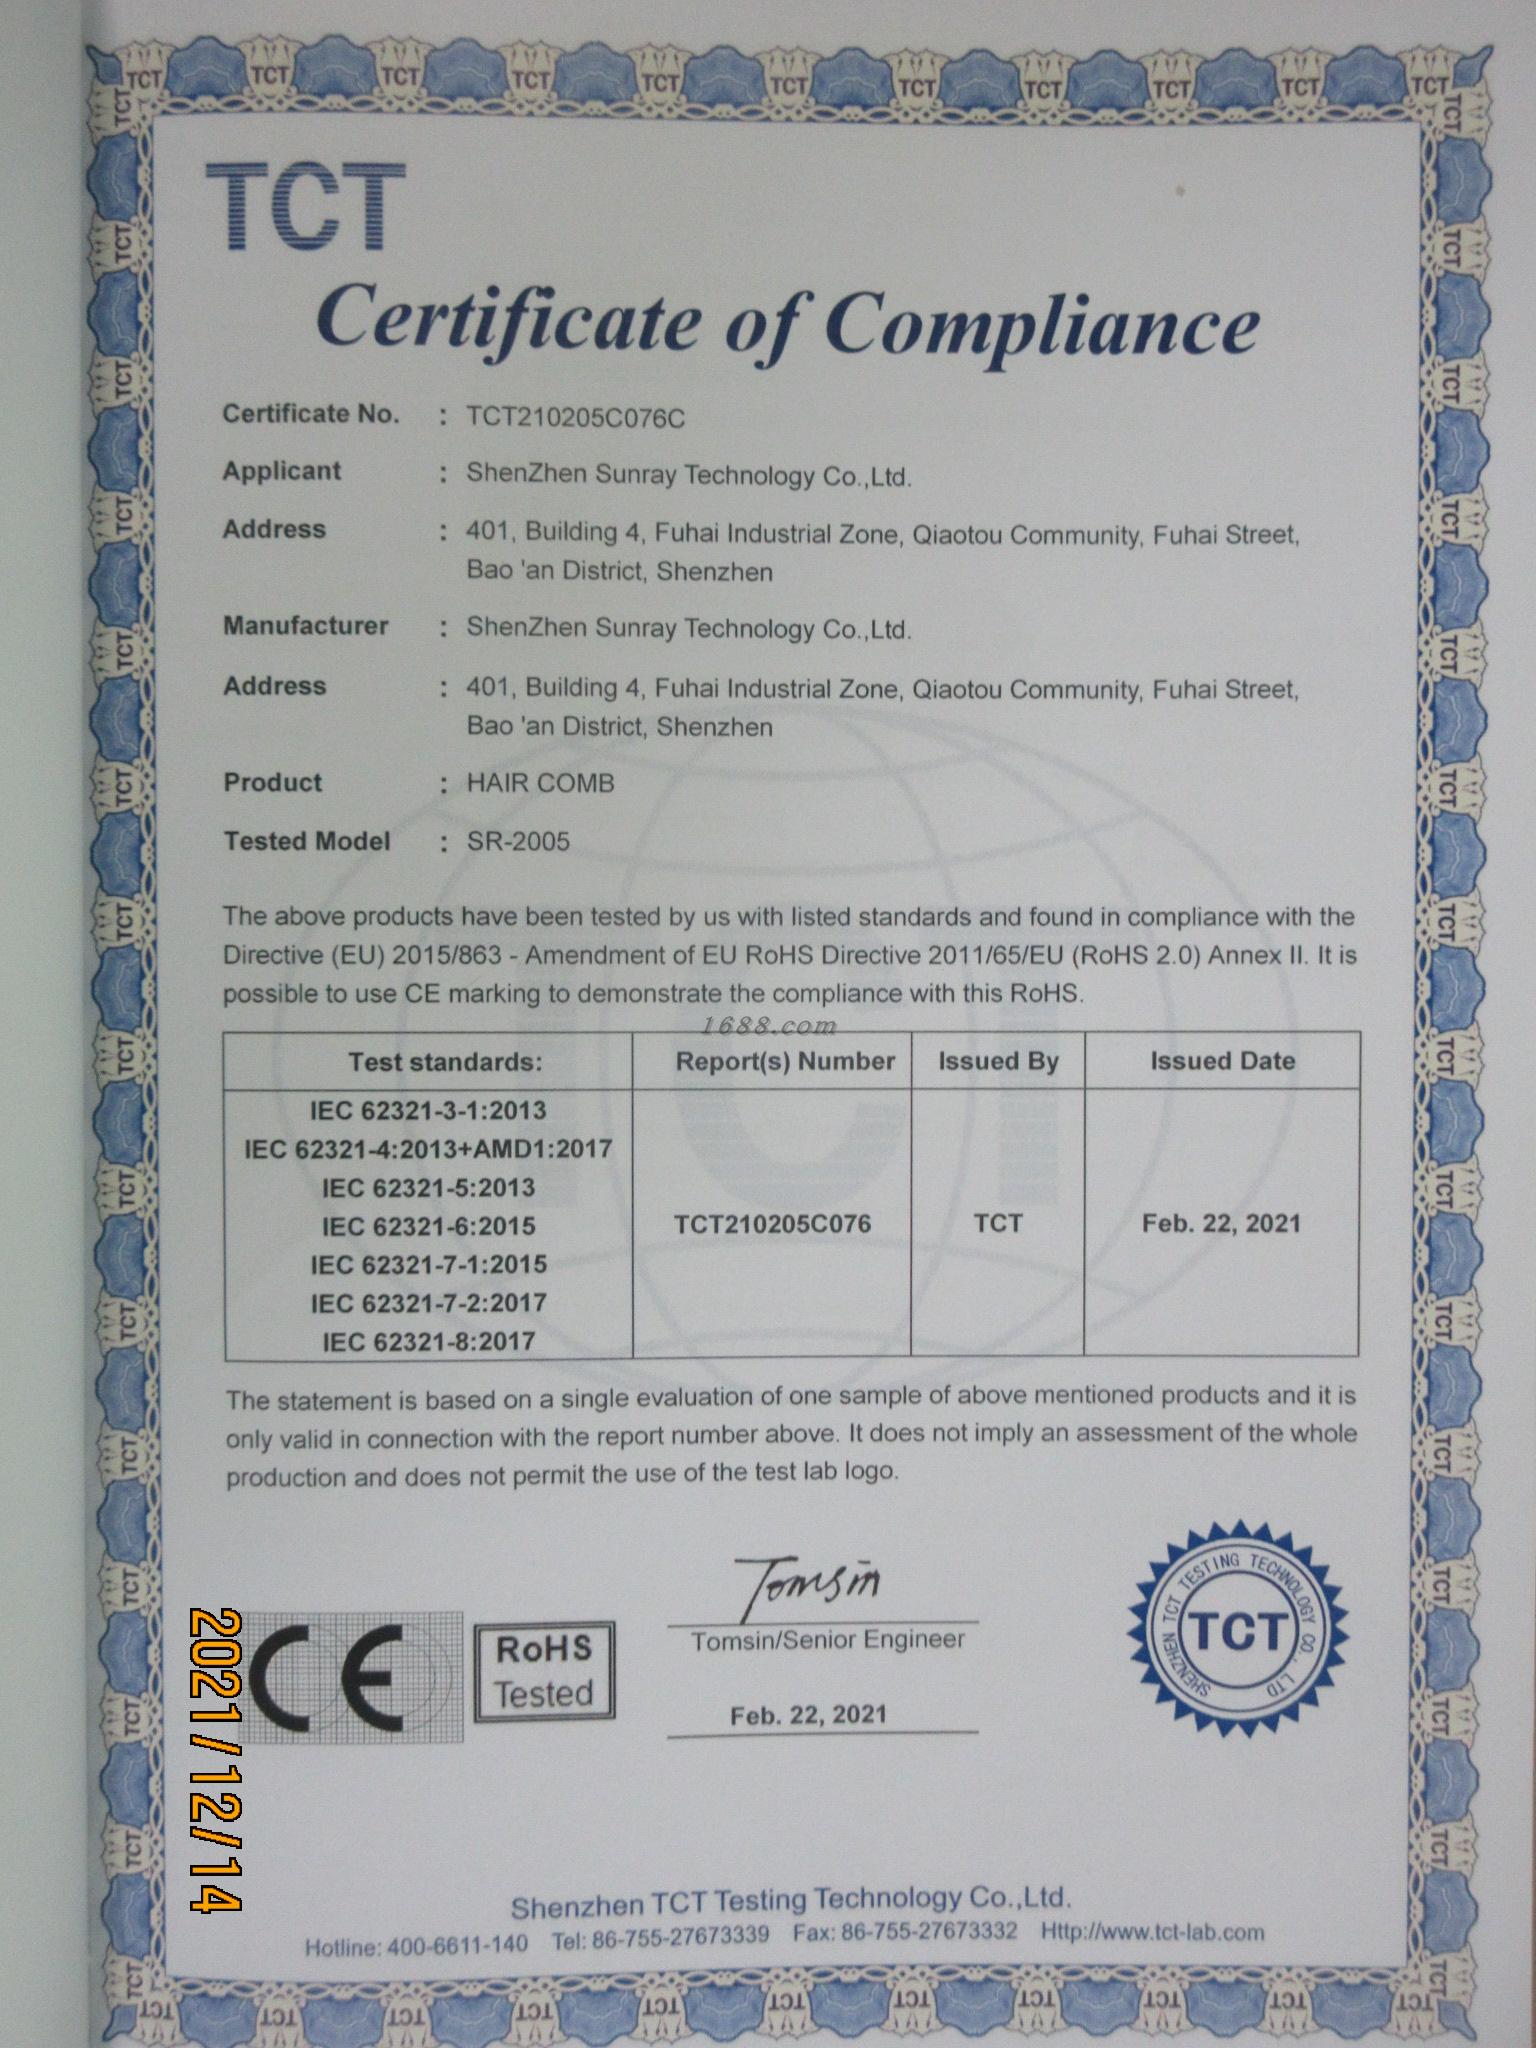 TCT
Certificate of Compliance
Certificate No. : TCT210205C076C
Applicant : ShenZhen Sunray Technology Co.,Ltd.
Address : 401, Building 4, Fuhai Industrial Zone, Qiaotou Community, Fuhai Street,
Bao 'an District, Shenzhen
Manufacturer : ShenZhen Sunray Technology Co.,Ltd.
Address : 401, Building 4, Fuhai Industrial Zone, Qiaotou Community, Fuhai Street,
Bao 'an District, Shenzhen
Product : HAIR COMB
Tested Model : SR-2005
The above products have been tested by us with listed standards and found in compliance with the
Directive (EU) 2015/863 - Amendment of EU RoHS Directive 2011/65/EU (RoHS 2.0) Annex II. It is
possible to use CE marking to demonstrate the compliance with this RoHS.
1688.com
Test standards: Report(s) Number Issued By Issued Date
IEC 62321-3-1:2013
IEC 62321-4:2013+AMD1:2017
IEC 62321-5:2013
IEC 62321-6:2015 TCT210205C076 TCT Feb. 22, 2021
IEC 62321-7-1:2015
IEC 62321-7-2:2017
IEC 62321-8:2017
The statement is based on a single evaluation of one sample of above mentioned products and it is
only valid in connection with the report number above. It does not imply an assessment of the whole
production and does not permit the use of the test lab logo.
CE
RoHS
Tested
Tomsin
Tomsin/Senior Engineer
Feb. 22, 2021
SHENZHEN TCT TESTING TECHNOLOGY CO., LTD
TCT
2021/12/14
Shenzhen TCT Testing Technology Co.,Ltd.
Hotline: 400-6611-140 Tel: 86-755-27673339 Fax: 86-755-27673332 Http://www.tct-lab.com